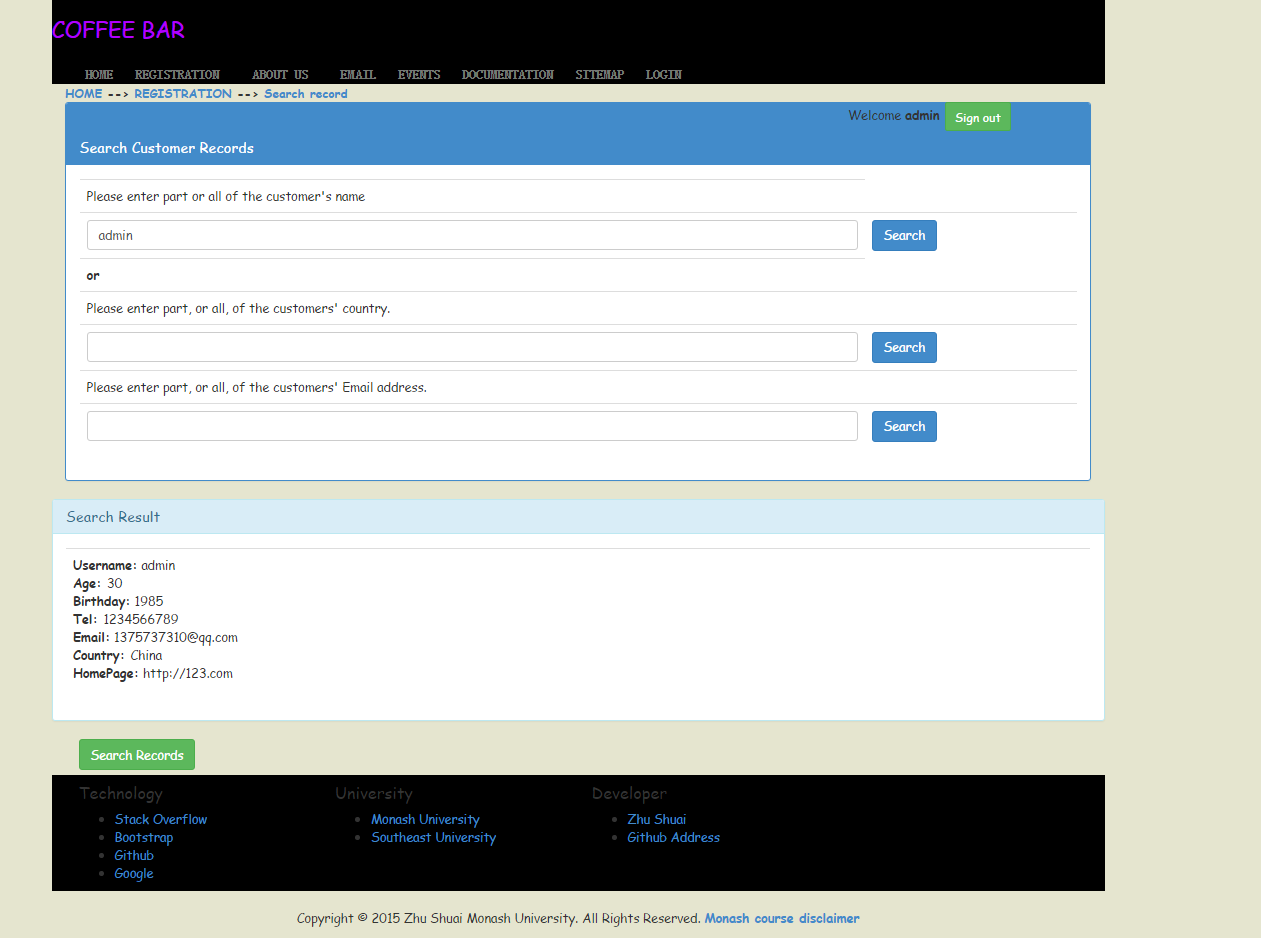 COFFEE BAR
HOME REGISTRATION ABOUT US EMAIL EVENTS DOCUMENTATION SITEMAP LOGIN
HOME --> REGISTRATION --> Search record
Welcome admin Sign out
Search Customer Records
Please enter part or all of the customer's name
admin Search
or
Please enter part, or all, of the customers' country.
Search
Please enter part, or all, of the customers' Email address.
Search
Search Result
Username: admin
Age: 30
Birthday: 1985
Tel: 1234566789
Email: 1375737310@qq.com
Country: China
HomePage: http://123.com
Search Records
Technology
Stack Overflow
Bootstrap
Github
Google
University
Monash University
Southeast University
Developer
Zhu Shuai
Github Address
Copyright © 2015 Zhu Shuai Monash University. All Rights Reserved. Monash course disclaimer